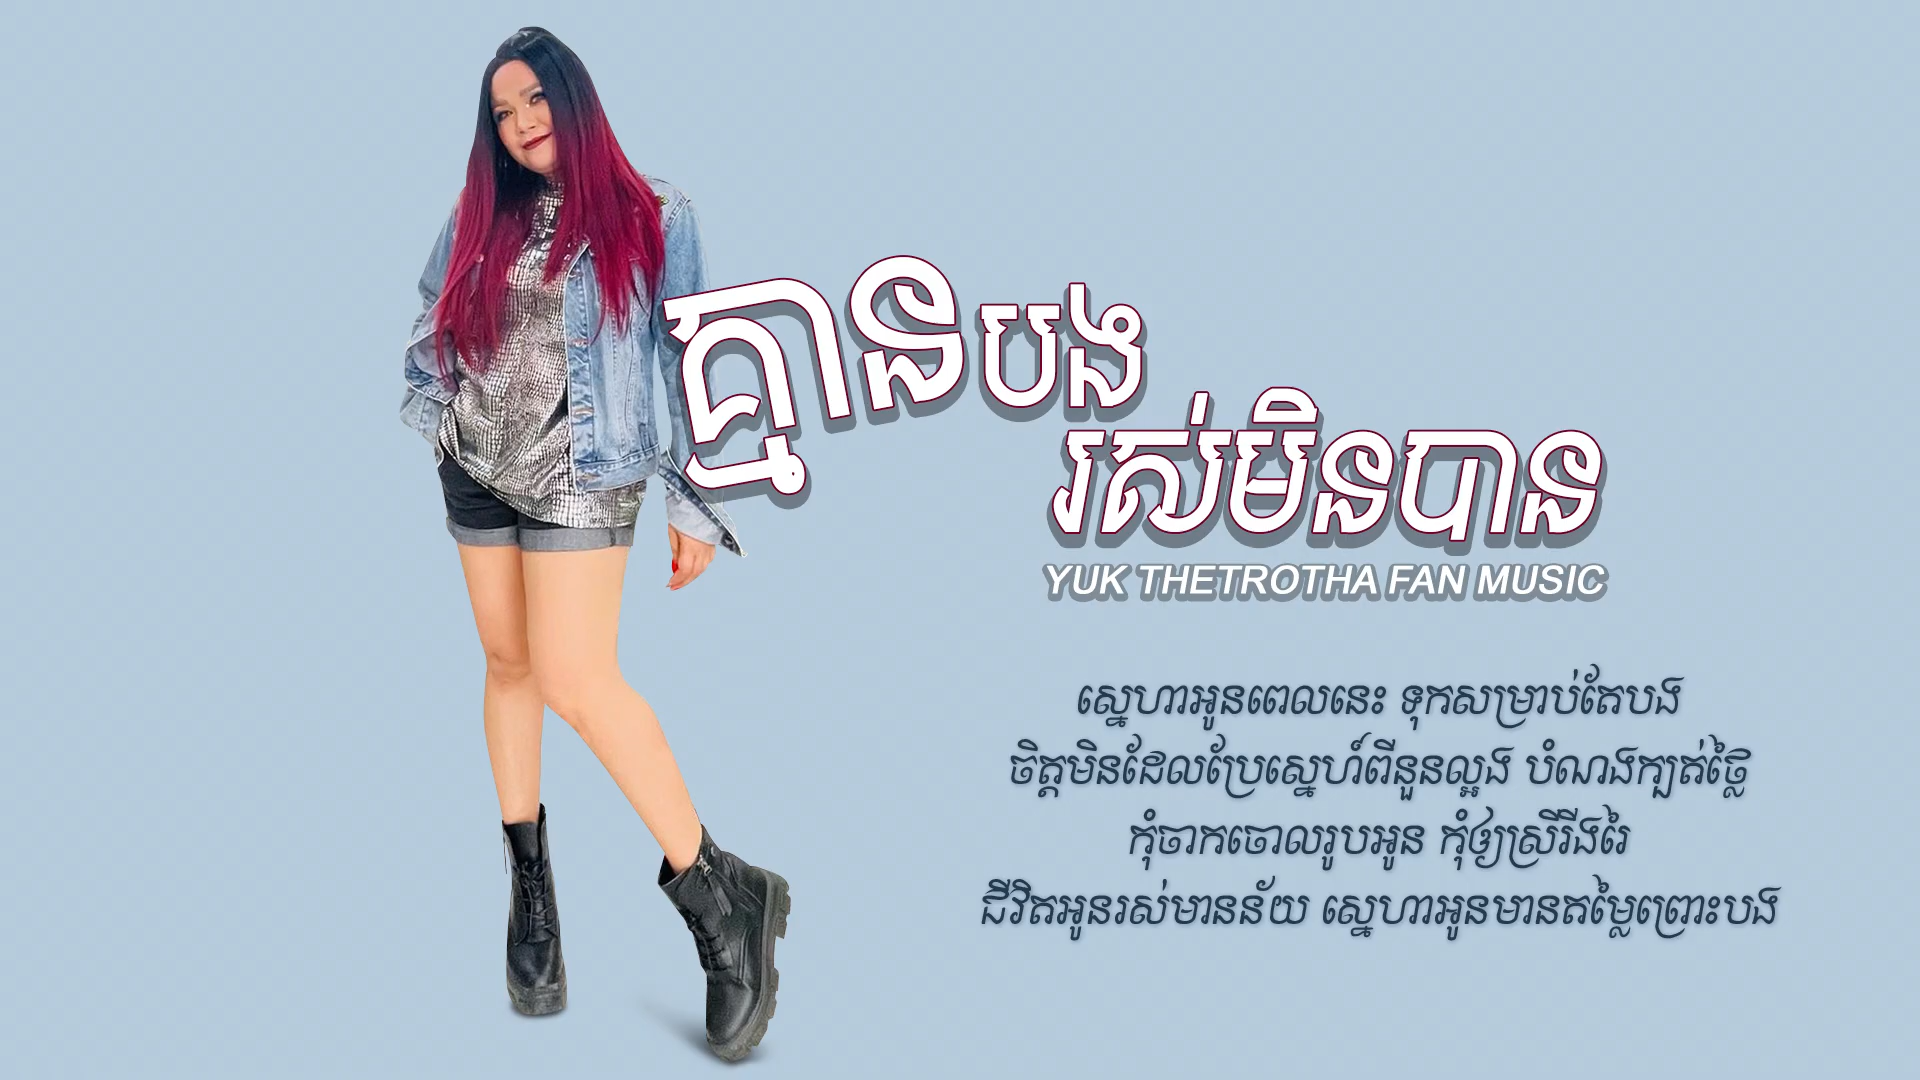 គ្មានបង
រស់មិនបាន
YUK THETROTHA FAN MUSIC
ស្នេហាអូនពេលនេះ ទុកសម្រាប់តែបង
ចិត្តមិនដែលប្រែស្នេហ៍ពីនួនល្អង បំណងក្បត់ថ្លៃ
កុំចាកចោលរូបអូន កុំឲ្យស្រីរីងរៃ
ជីវិតអូនរស់មានន័យ ស្នេហាអូនមានតម្លៃព្រោះបង